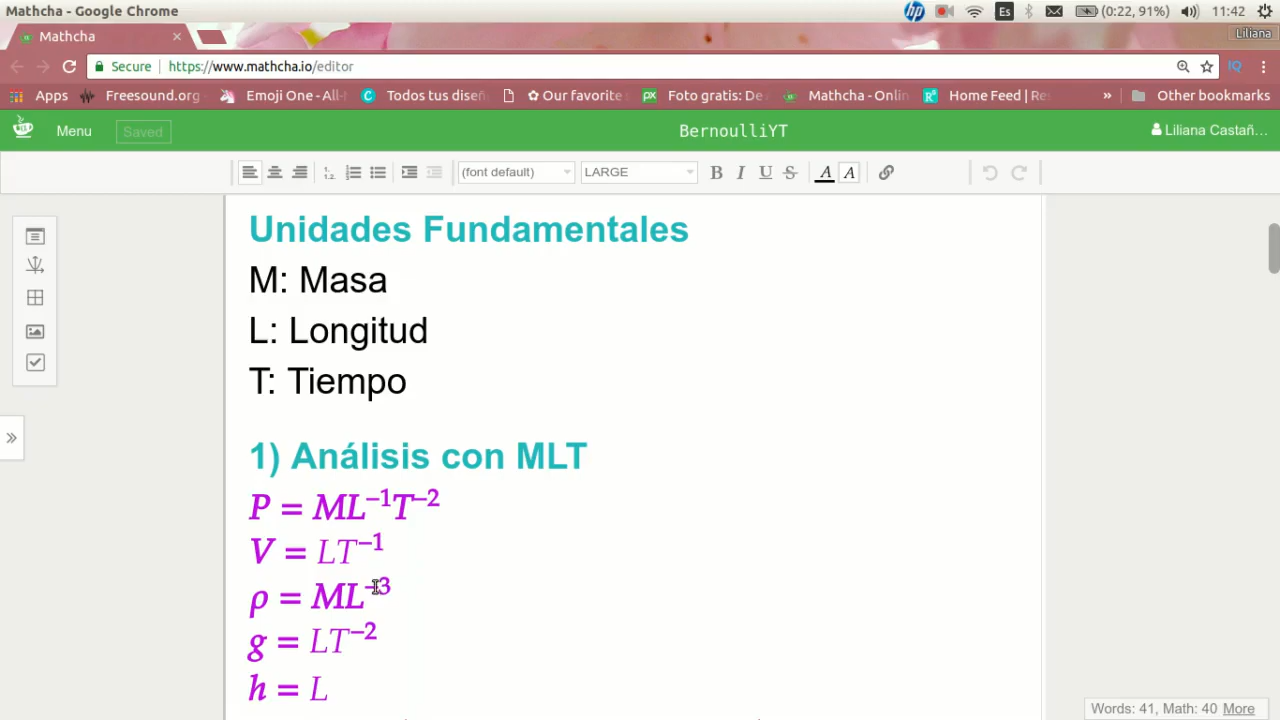 Mathcha - Google Chrome
Es (0:22, 91%) 11:42
Mathcha × Liliana
Secure https://www.mathcha.io/editor
Apps Freesound.org Emoji One - All- Todos tus diseñ Our favorite Foto gratis: De Mathcha - Onlin Home Feed | Re » Other bookmarks
Menu Saved BernoulliYT Liliana Castañ...
(font default) LARGE B I U S A A
Unidades Fundamentales
M: Masa
L: Longitud
T: Tiempo
1) Análisis con MLT
P = ML⁻¹T⁻²
V = LT⁻¹
ρ = ML⁻³
g = LT⁻²
h = L
Words: 41, Math: 40 More